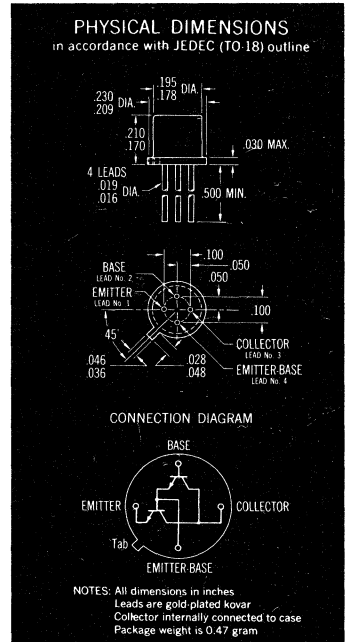 PHYSICAL DIMENSIONS
in accordance with JEDEC (TO-18) outline
.195
.178 DIA.
.230
.209 DIA.
.210
.170
.030 MAX.
4 LEADS
.019
.016 DIA.
.500 MIN.
.100
.050
.050
BASE
LEAD No. 2
EMITTER
LEAD No. 1
.100
45°
COLLECTOR
LEAD No. 3
EMITTER-BASE
LEAD No. 4
.046
.036
.028
.048
CONNECTION DIAGRAM
BASE
EMITTER
COLLECTOR
Tab
EMITTER-BASE
NOTES: All dimensions in inches
Leads are gold-plated kovar
Collector internally connected to case
Package weight is 0.47 gram